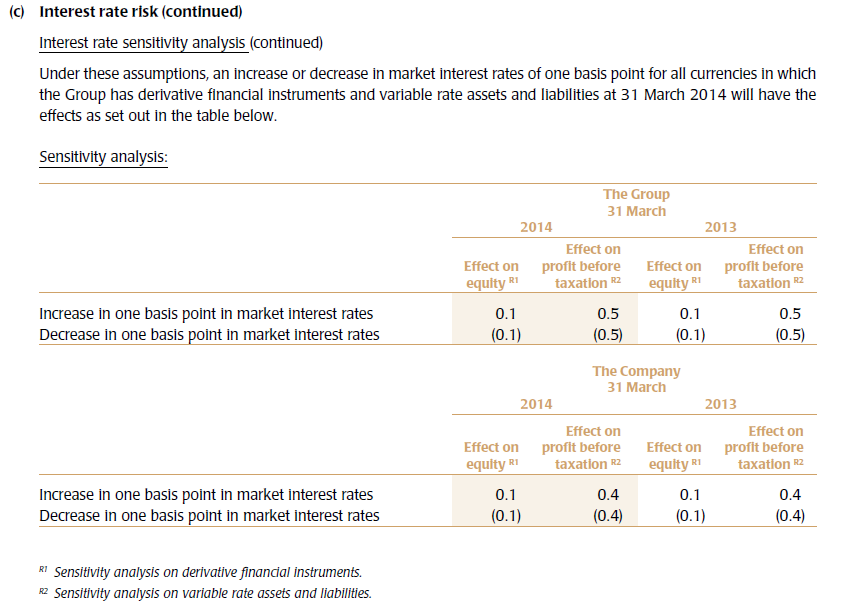 (c) Interest rate risk (continued)
Interest rate sensitivity analysis (continued)
Under these assumptions, an increase or decrease in market interest rates of one basis point for all currencies in which
the Group has derivative financial instruments and variable rate assets and liabilities at 31 March 2014 will have the
effects as set out in the table below.
Sensitivity analysis:
The Group
31 March
2014 2013
Effect on Effect on
Effect on profit before Effect on profit before
equity R1 taxation R2 equity R1 taxation R2
Increase in one basis point in market interest rates 0.1 0.5 0.1 0.5
Decrease in one basis point in market interest rates (0.1) (0.5) (0.1) (0.5)
The Company
31 March
2014 2013
Effect on Effect on
Effect on profit before Effect on profit before
equity R1 taxation R2 equity R1 taxation R2
Increase in one basis point in market interest rates 0.1 0.4 0.1 0.4
Decrease in one basis point in market interest rates (0.1) (0.4) (0.1) (0.4)
R1 Sensitivity analysis on derivative financial instruments.
R2 Sensitivity analysis on variable rate assets and liabilities.